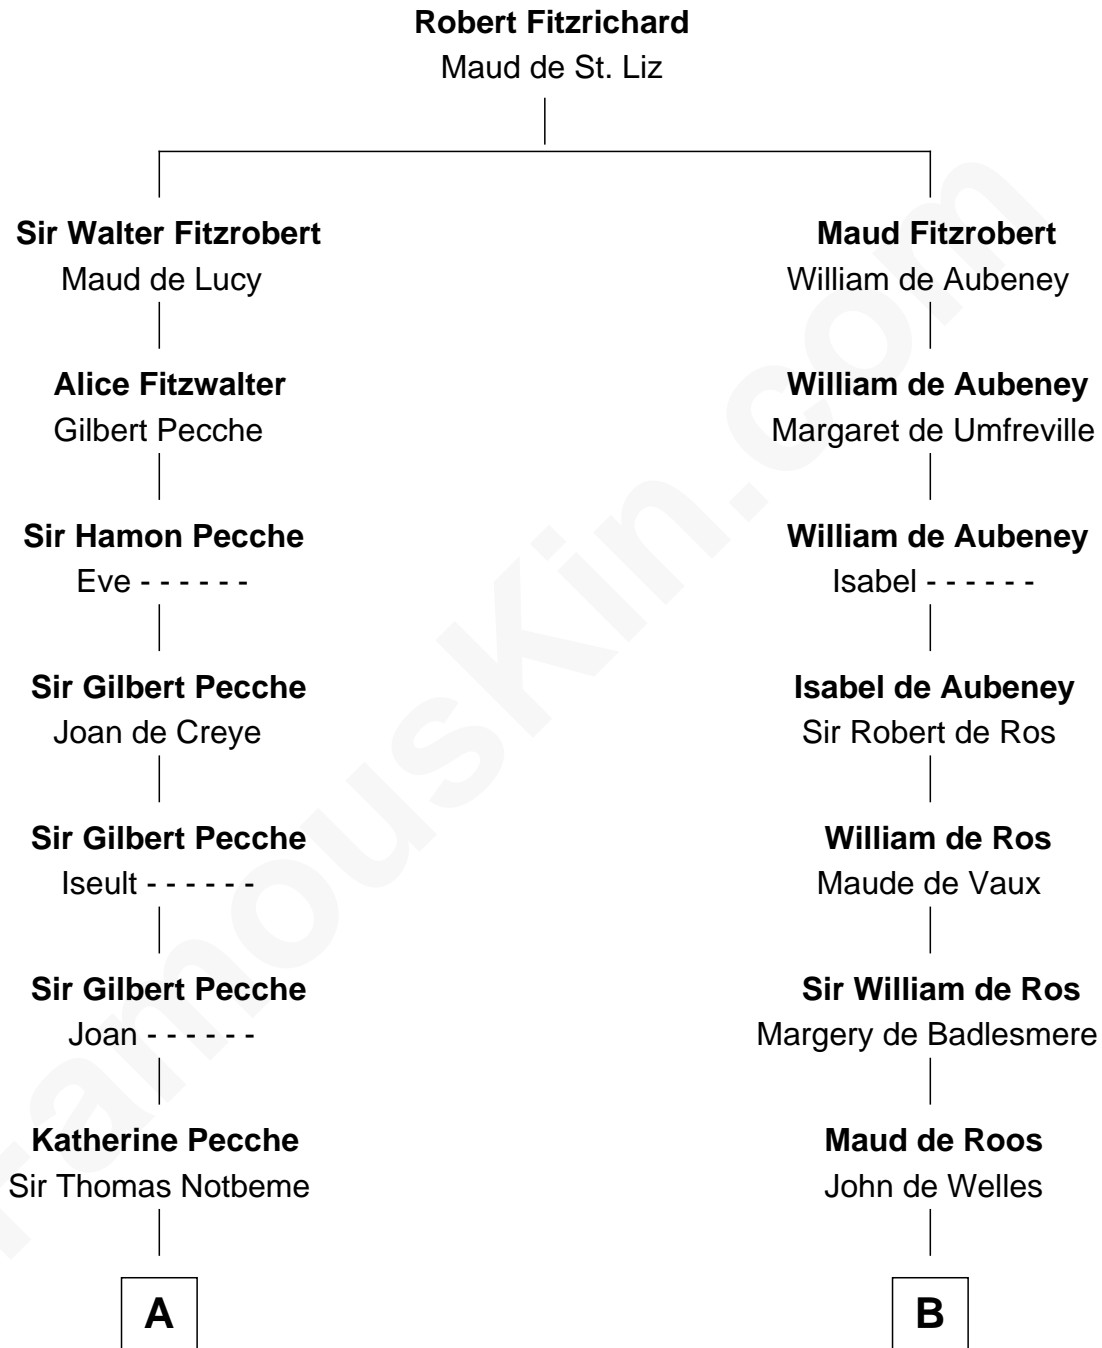 Robert Fitzrichard
Maud de St. Liz
Sir Walter Fitzrobert
Maud de Lucy
Maud Fitzrobert
William de Aubeney
Alice Fitzwalter
Gilbert Pecche
William de Aubeney
Margaret de Umfreville
Sir Hamon Pecche
Eve - - - - - -
William de Aubeney
Isabel - - - - - -
Sir Gilbert Pecche
Joan de Creye
Isabel de Aubeney
Sir Robert de Ros
Sir Gilbert Pecche
Iseult - - - - - -
William de Ros
Maude de Vaux
Sir Gilbert Pecche
Joan - - - - - -
Sir William de Ros
Margery de Badlesmere
Katherine Pecche
Sir Thomas Notbeme
Maud de Roos
John de Welles
A
B
FamousKin.com